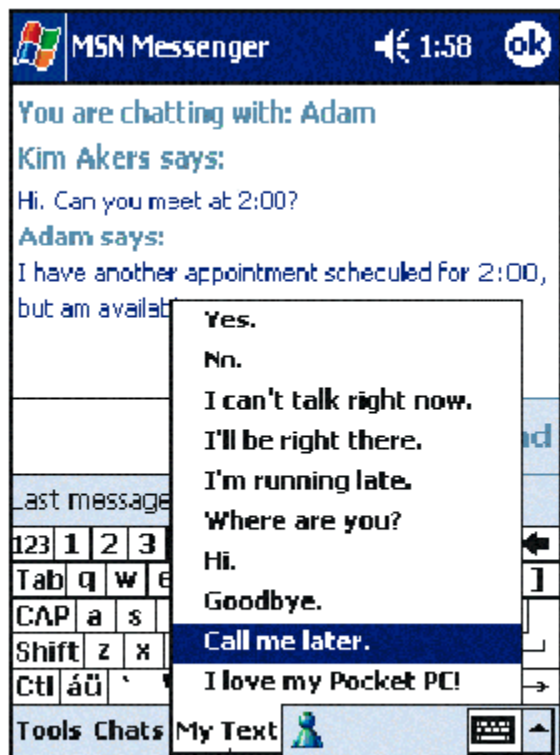 MSN Messenger 1:58 ok
You are chatting with: Adam
Kim Akers says:
Hi. Can you meet at 2:00?
Adam says:
I have another appointment scheculed for 2:00,
but am availab
Yes.
No.
I can't talk right now.
I'll be right there.
I'm running late.
Where are you?
Hi.
Goodbye.
Call me later.
I love my Pocket PC!
nd
Last message
123 1 2 3
Tab q w e ]
CAP a s
Shift z x
Ctl áü `
Tools Chats My Text